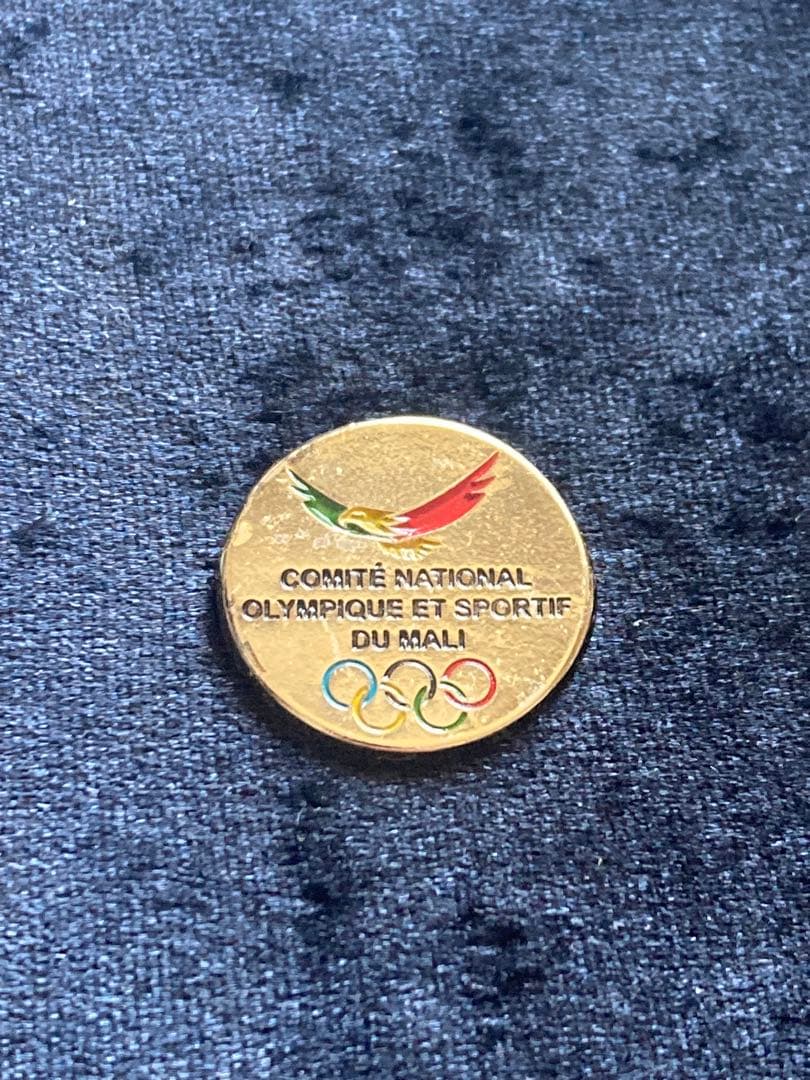 COMITÉ NATIONAL
OLYMPIQUE ET SPORTIF
DU MALI